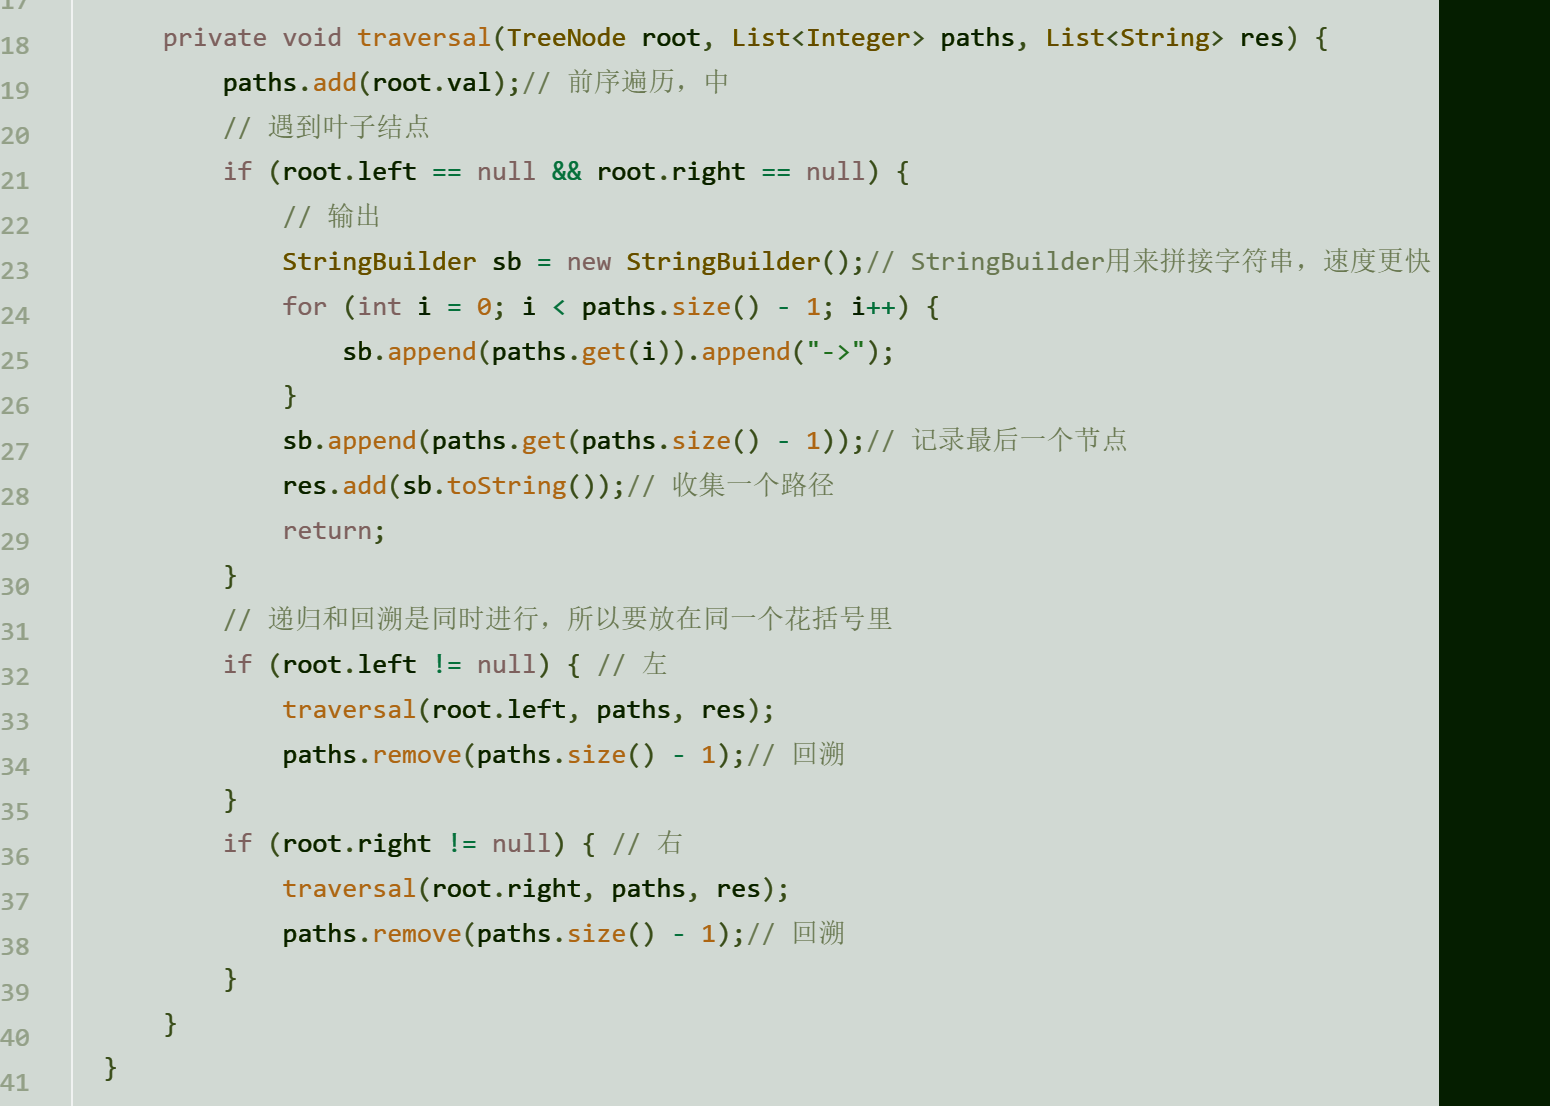 17
18 private void traversal(TreeNode root, List<Integer> paths, List<String> res) {
19 paths.add(root.val);// 前序遍历，中
20 // 遇到叶子结点
21 if (root.left == null && root.right == null) {
22 // 输出
23 StringBuilder sb = new StringBuilder();// StringBuilder用来拼接字符串，速度更快
24 for (int i = 0; i < paths.size() - 1; i++) {
25 sb.append(paths.get(i)).append("->");
26 }
27 sb.append(paths.get(paths.size() - 1));// 记录最后一个节点
28 res.add(sb.toString());// 收集一个路径
29 return;
30 }
31 // 递归和回溯是同时进行，所以要放在同一个花括号里
32 if (root.left != null) { // 左
33 traversal(root.left, paths, res);
34 paths.remove(paths.size() - 1);// 回溯
35 }
36 if (root.right != null) { // 右
37 traversal(root.right, paths, res);
38 paths.remove(paths.size() - 1);// 回溯
39 }
40 }
41 }